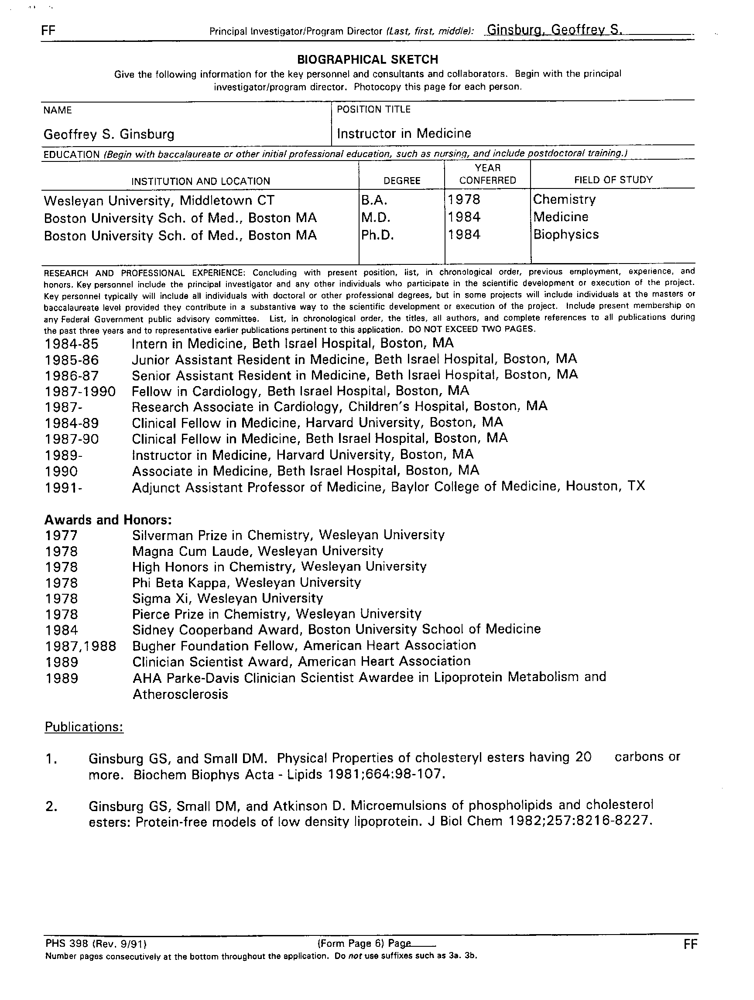 FF Principal Investigator/Program Director (Last, first, middle): Ginsburg, Geoffrey S.
BIOGRAPHICAL SKETCH
Give the following information for the key personnel and consultants and collaborators. Begin with the principal
investigator/program director. Photocopy this page for each person.
NAME POSITION TITLE
Geoffrey S. Ginsburg Instructor in Medicine
EDUCATION (Begin with baccalaureate or other initial professional education, such as nursing, and include postdoctoral training.)
INSTITUTION AND LOCATION DEGREE YEAR CONFERRED FIELD OF STUDY
Wesleyan University, Middletown CT B.A. 1978 Chemistry
Boston University Sch. of Med., Boston MA M.D. 1984 Medicine
Boston University Sch. of Med., Boston MA Ph.D. 1984 Biophysics
RESEARCH AND PROFESSIONAL EXPERIENCE: Concluding with present position, list, in chronological order, previous employment, experience, and
honors. Key personnel include the principal investigator and any other individuals who participate in the scientific development or execution of the project.
Key personnel typically will include all individuals with doctoral or other professional degrees, but in some projects will include individuals at the masters or
baccalaureate level provided they contribute in a substantive way to the scientific development or execution of the project. Include present membership on
any Federal Government public advisory committee. List, in chronological order, the titles, all authors, and complete references to all publications during
the past three years and to representative earlier publications pertinent to this application. DO NOT EXCEED TWO PAGES.
1984-85 Intern in Medicine, Beth Israel Hospital, Boston, MA
1985-86 Junior Assistant Resident in Medicine, Beth Israel Hospital, Boston, MA
1986-87 Senior Assistant Resident in Medicine, Beth Israel Hospital, Boston, MA
1987-1990 Fellow in Cardiology, Beth Israel Hospital, Boston, MA
1987- Research Associate in Cardiology, Children's Hospital, Boston, MA
1984-89 Clinical Fellow in Medicine, Harvard University, Boston, MA
1987-90 Clinical Fellow in Medicine, Beth Israel Hospital, Boston, MA
1989- Instructor in Medicine, Harvard University, Boston, MA
1990 Associate in Medicine, Beth Israel Hospital, Boston, MA
1991- Adjunct Assistant Professor of Medicine, Baylor College of Medicine, Houston, TX
Awards and Honors:
1977 Silverman Prize in Chemistry, Wesleyan University
1978 Magna Cum Laude, Wesleyan University
1978 High Honors in Chemistry, Wesleyan University
1978 Phi Beta Kappa, Wesleyan University
1978 Sigma Xi, Wesleyan University
1978 Pierce Prize in Chemistry, Wesleyan University
1984 Sidney Cooperband Award, Boston University School of Medicine
1987,1988 Bugher Foundation Fellow, American Heart Association
1989 Clinician Scientist Award, American Heart Association
1989 AHA Parke-Davis Clinician Scientist Awardee in Lipoprotein Metabolism and
Atherosclerosis
Publications:
1. Ginsburg GS, and Small DM. Physical Properties of cholesteryl esters having 20 carbons or
more. Biochem Biophys Acta - Lipids 1981;664:98-107.
2. Ginsburg GS, Small DM, and Atkinson D. Microemulsions of phospholipids and cholesterol
esters: Protein-free models of low density lipoprotein. J Biol Chem 1982;257:8216-8227.
PHS 398 (Rev. 9/91) (Form Page 6) Page FF
Number pages consecutively at the bottom throughout the application. Do not use suffixes such as 3a. 3b.